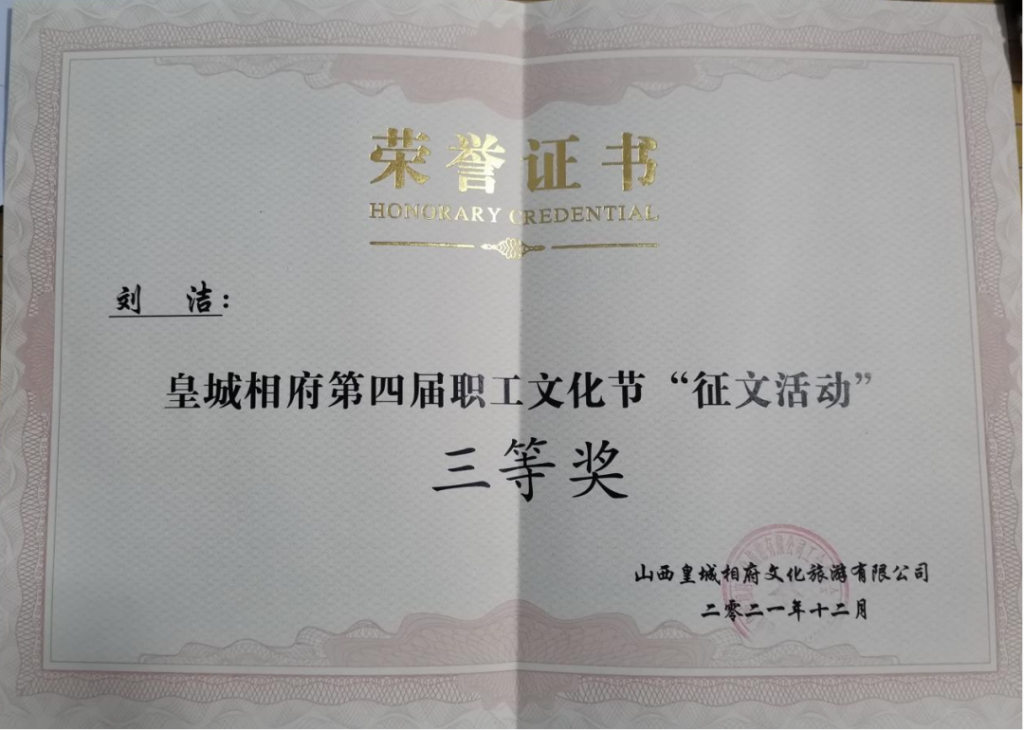 荣誉证书
HONORARY CREDENTIAL
刘 洁：
皇城相府第四届职工文化节“征文活动”
三等奖
山西皇城相府文化旅游有限公司
二零二一年十二月